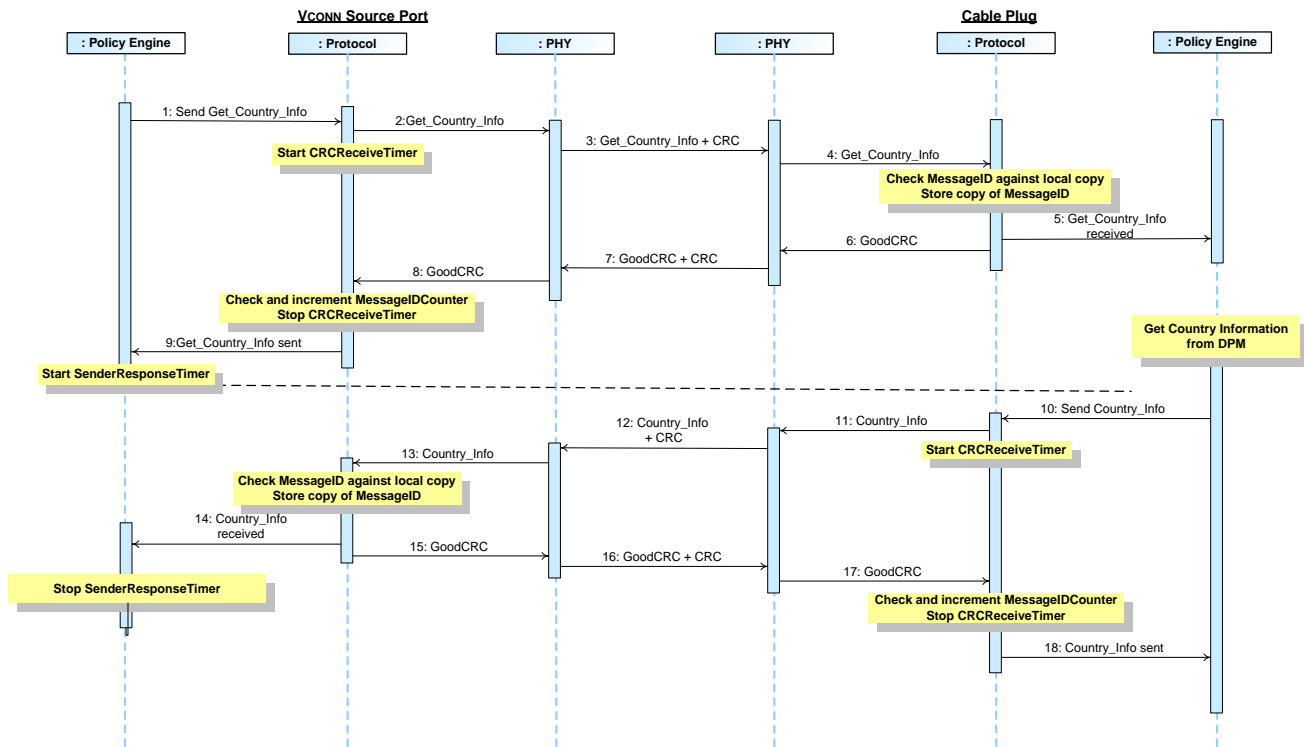 VCONN Source Port
Cable Plug
: Policy Engine
: Protocol
: PHY
: PHY
: Protocol
: Policy Engine
1: Send Get_Country_Info
2:Get_Country_Info
Start CRCReceiveTimer
3: Get_Country_Info + CRC
4: Get_Country_Info
Check MessageID against local copy
Store copy of MessageID
5: Get_Country_Info
received
6: GoodCRC
7: GoodCRC + CRC
8: GoodCRC
Check and increment MessageIDCounter
Stop CRCReceiveTimer
9:Get_Country_Info sent
Start SenderResponseTimer
Get Country Information
from DPM
10: Send Country_Info
11: Country_Info
Start CRCReceiveTimer
12: Country_Info
+ CRC
13: Country_Info
Check MessageID against local copy
Store copy of MessageID
14: Country_Info
received
15: GoodCRC
16: GoodCRC + CRC
17: GoodCRC
Stop SenderResponseTimer
Check and increment MessageIDCounter
Stop CRCReceiveTimer
18: Country_Info sent